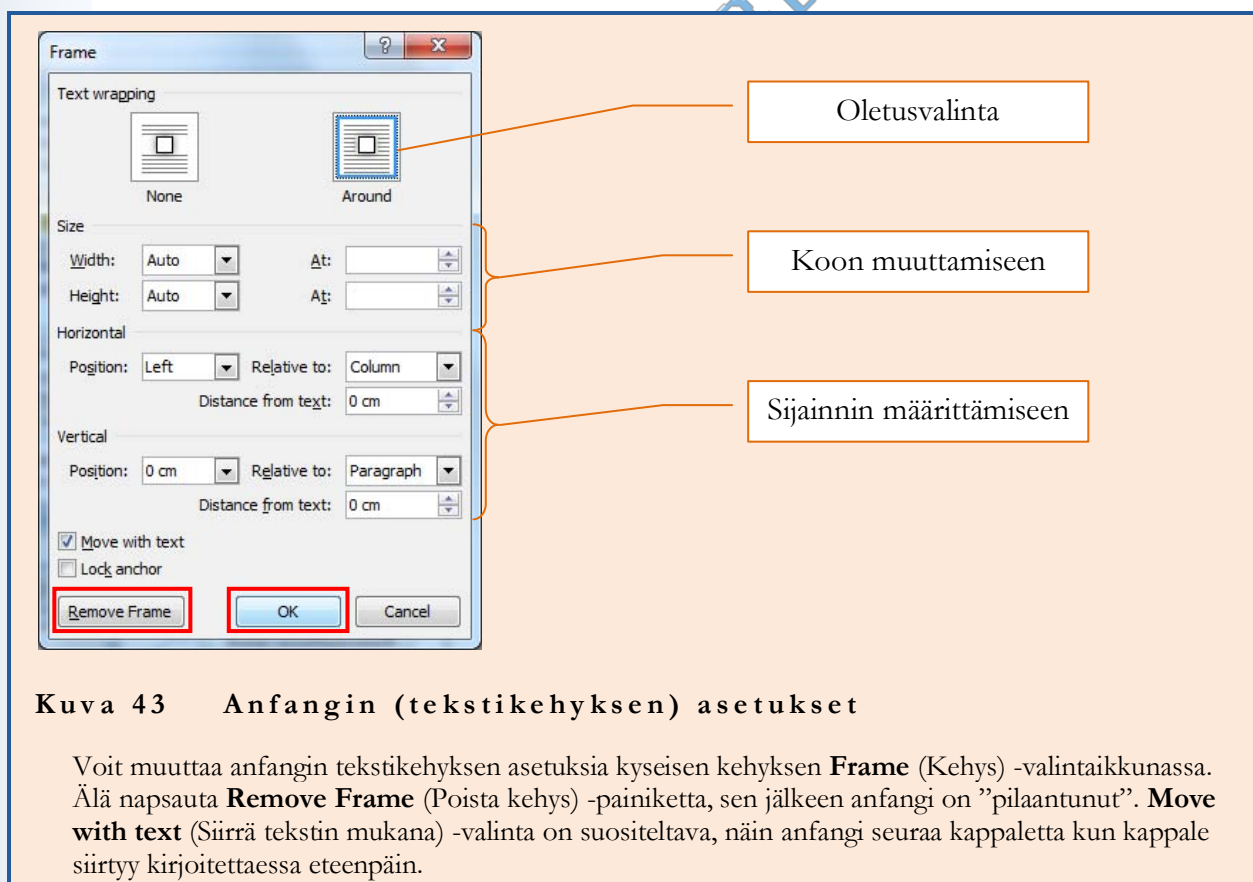 Frame
Text wrapping
None Around
Oletusvalinta
Size
Width: Auto At:
Height: Auto At:
Koon muuttamiseen
Horizontal
Position: Left Relative to: Column
Distance from text: 0 cm
Sijainnin määrittämiseen
Vertical
Position: 0 cm Relative to: Paragraph
Distance from text: 0 cm
Move with text
Lock anchor
Remove Frame OK Cancel
Kuva 43 Anfangin (tekstikehyksen) asetukset
Voit muuttaa anfangin tekstikehyksen asetuksia kyseisen kehyksen Frame (Kehys) -valintaikkunassa.
Älä napsauta Remove Frame (Poista kehys) -painiketta, sen jälkeen anfangi on ”pilaantunut”. Move
with text (Siirrä tekstin mukana) -valinta on suositeltava, näin anfangi seuraa kappaletta kun kappale
siirtyy kirjoitettaessa eteenpäin.